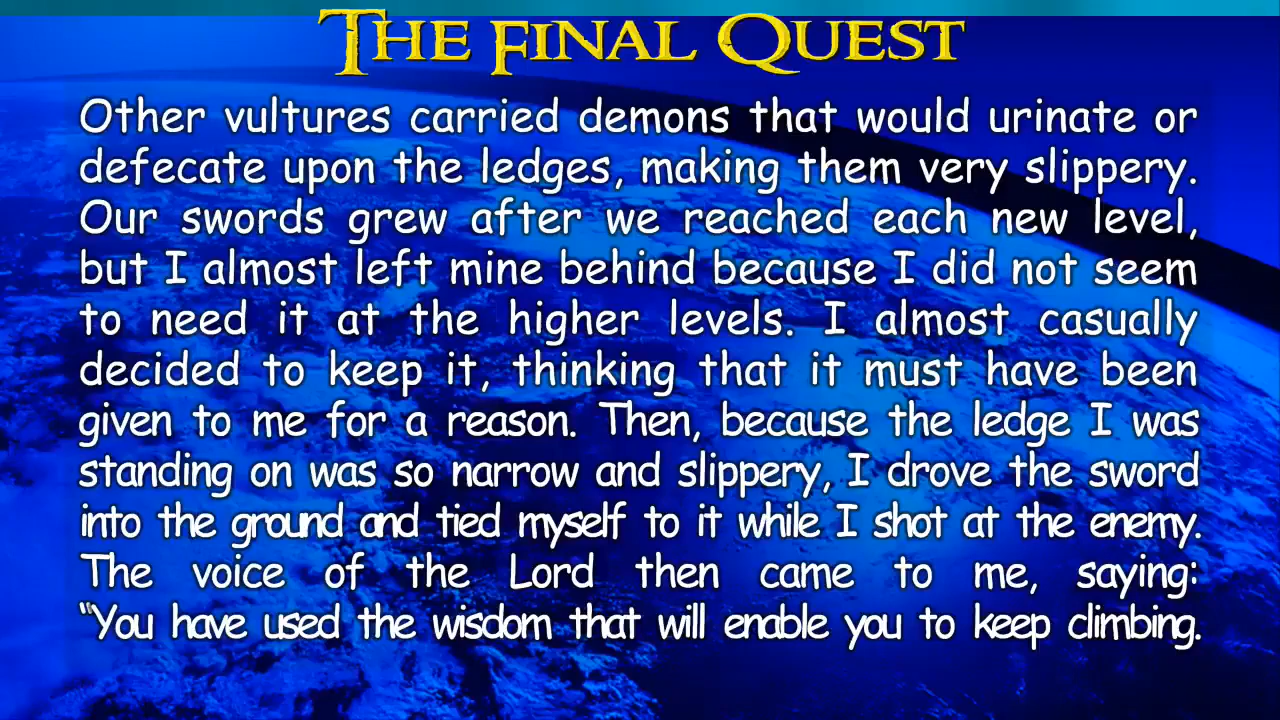 The Final Quest
Other vultures carried demons that would urinate or
defecate upon the ledges, making them very slippery.
Our swords grew after we reached each new level,
but I almost left mine behind because I did not seem
to need it at the higher levels. I almost casually
decided to keep it, thinking that it must have been
given to me for a reason. Then, because the ledge I was
standing on was so narrow and slippery, I drove the sword
into the ground and tied myself to it while I shot at the enemy.
The voice of the Lord then came to me, saying:
“You have used the wisdom that will enable you to keep climbing.